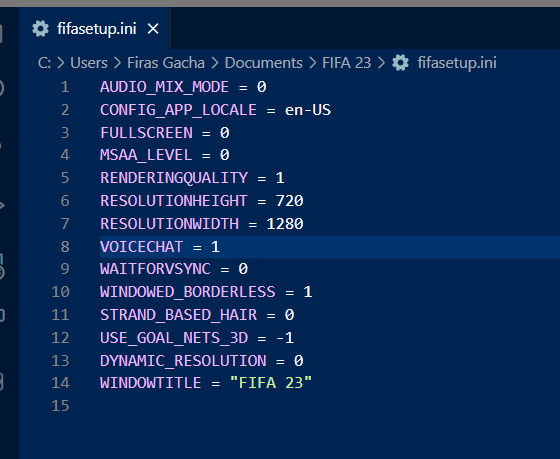 fifasetup.ini
C: > Users > Firas Gacha > Documents > FIFA 23 > fifasetup.ini
1 AUDIO_MIX_MODE = 0
2 CONFIG_APP_LOCALE = en-US
3 FULLSCREEN = 0
4 MSAA_LEVEL = 0
5 RENDERINGQUALITY = 1
6 RESOLUTIONHEIGHT = 720
7 RESOLUTIONWIDTH = 1280
8 VOICECHAT = 1
9 WAITFORVSYNC = 0
10 WINDOWED_BORDERLESS = 1
11 STRAND_BASED_HAIR = 0
12 USE_GOAL_NETS_3D = -1
13 DYNAMIC_RESOLUTION = 0
14 WINDOWTITLE = "FIFA 23"
15